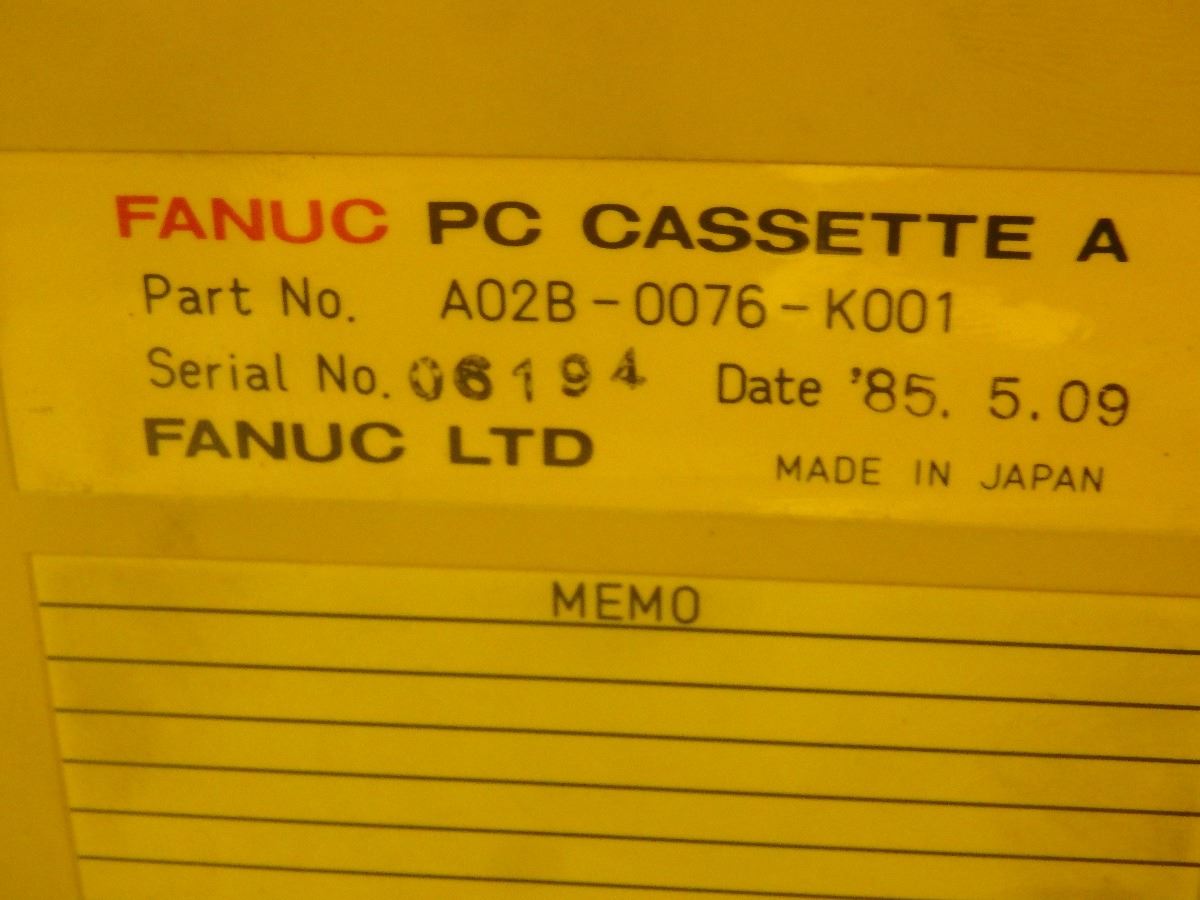 FANUC PC CASSETTE A
Part No. A02B-0076-K001
Serial No. 06194 Date '85. 5.09
FANUC LTD MADE IN JAPAN
MEMO